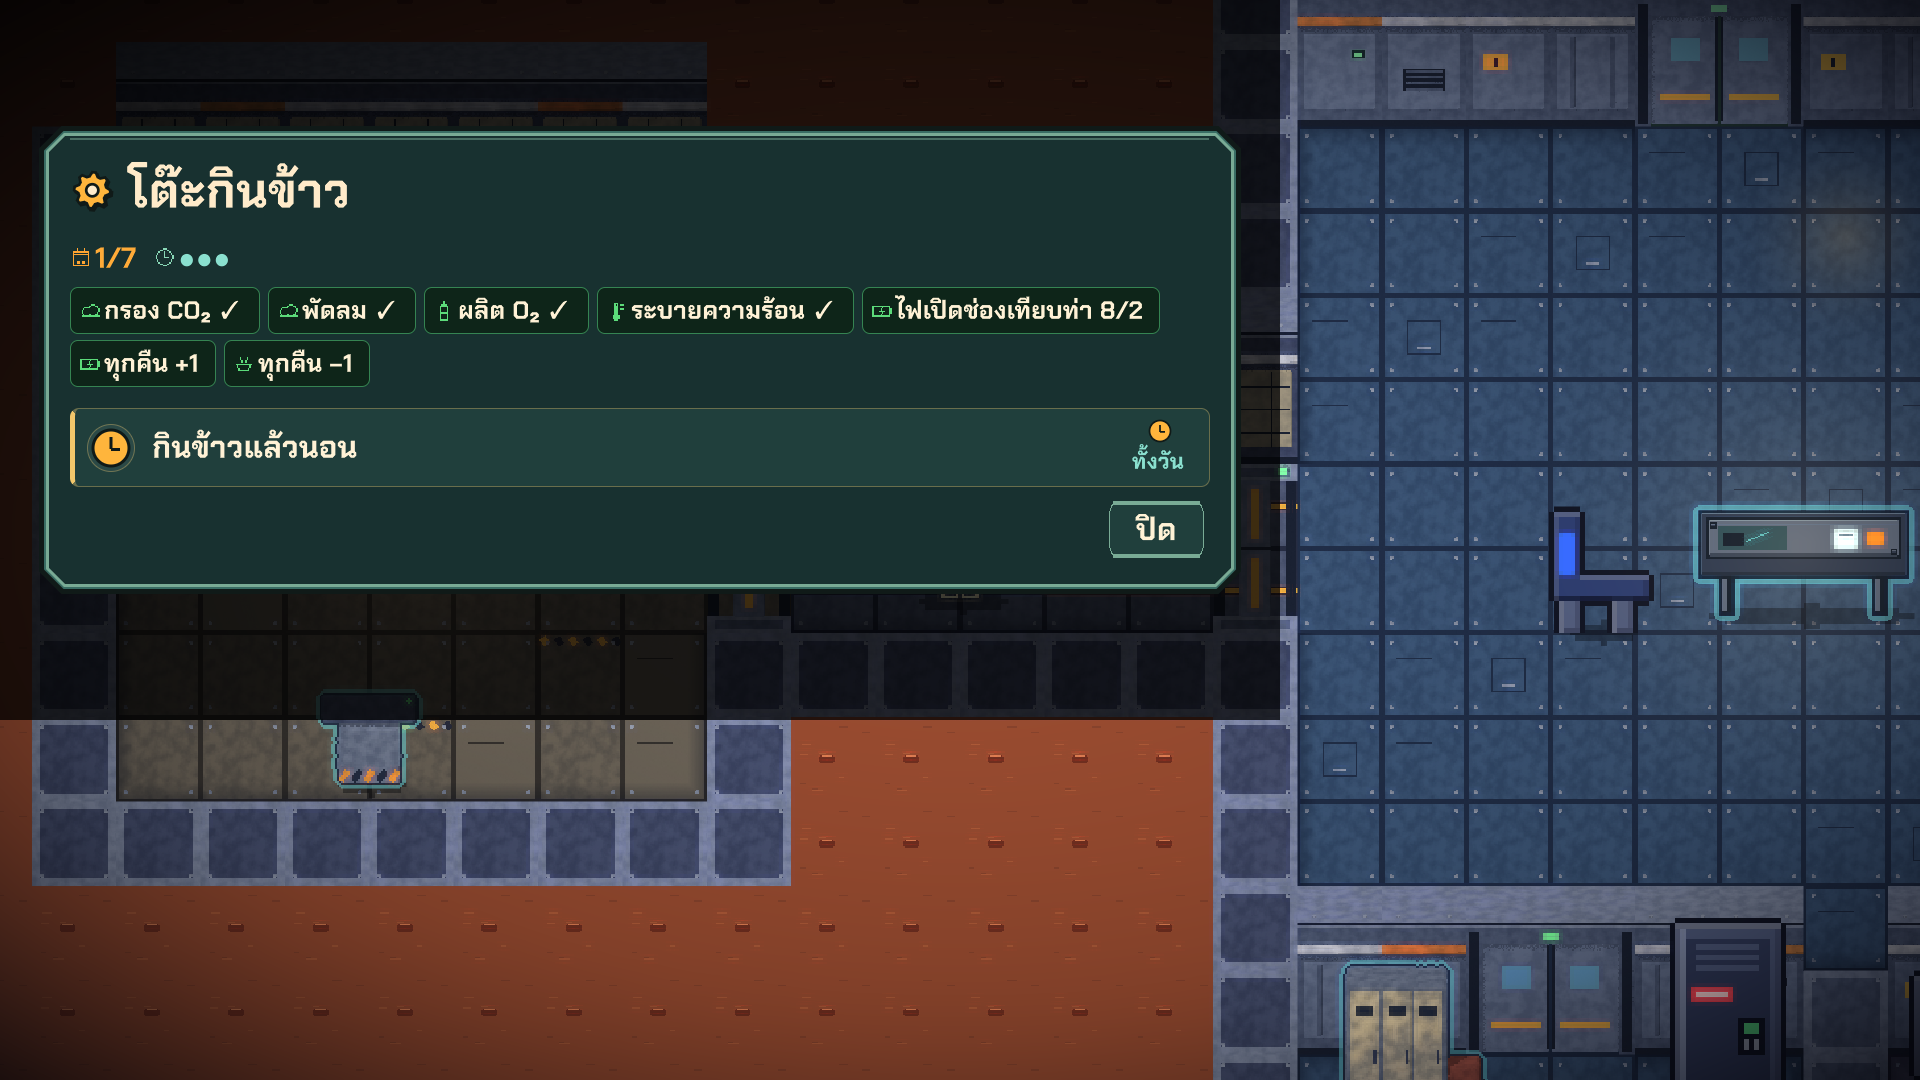 โต๊ะกินข้าว
1/7
กรอง CO₂ ✓ พัดลม ✓ ผลิต O₂ ✓ ระบายความร้อน ✓ ไฟเปิดช่องเทียบท่า 8/2
ทุกคืน +1 ทุกคืน −1
กินข้าวแล้วนอน
ทั้งวัน
ปิด